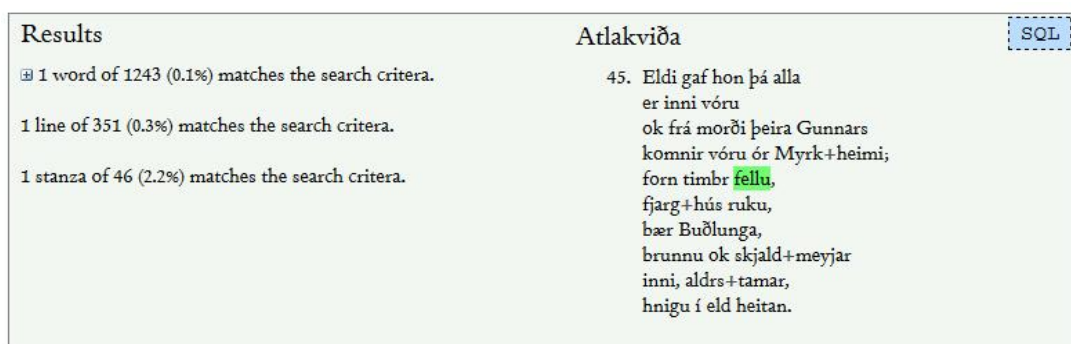 Results
⊞ 1 word of 1243 (0.1%) matches the search critera.
1 line of 351 (0.3%) matches the search critera.
1 stanza of 46 (2.2%) matches the search critera.
Atlakviða
SQL
45. Eldi gaf hon þá alla
er inni vóru
ok frá morði þeira Gunnars
komnir vóru ór Myrk+heimi;
forn timbr fellu,
fjarg+hús ruku,
bær Buðlunga,
brunnu ok skjald+meyjar
inni, aldrs+tamar,
hnigu í eld heitan.